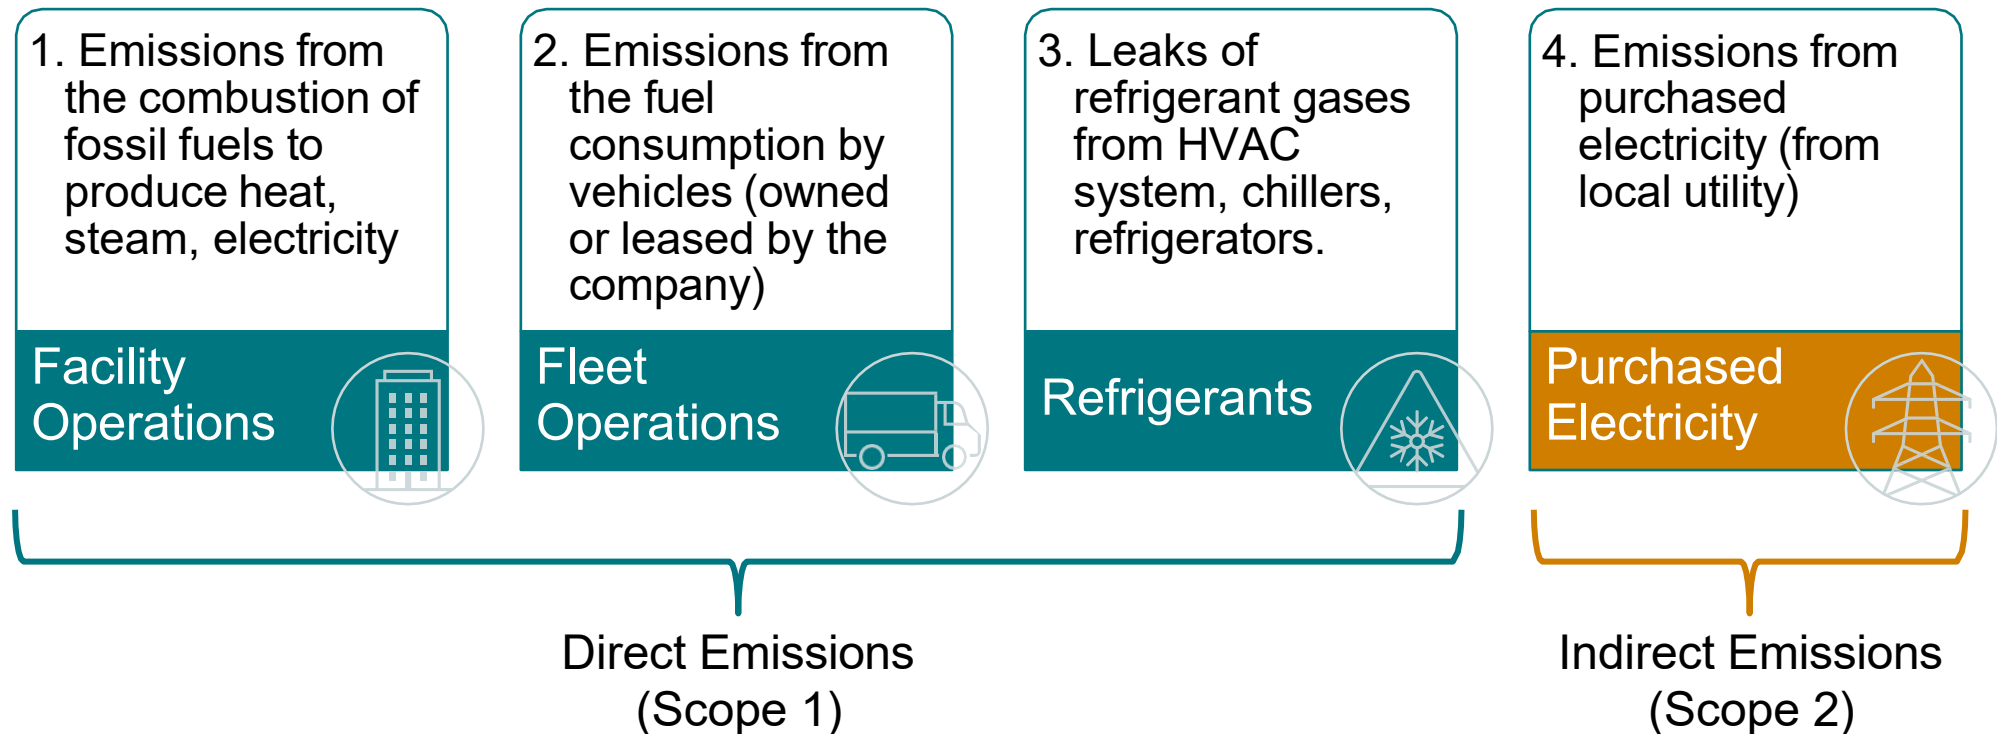 1. Emissions from
the combustion of
fossil fuels to
produce heat,
steam, electricity
Facility
Operations
2. Emissions from
the fuel
consumption by
vehicles (owned
or leased by the
company)
Fleet
Operations
3. Leaks of
refrigerant gases
from HVAC
system, chillers,
refrigerators.
Refrigerants
4. Emissions from
purchased
electricity (from
local utility)
Purchased
Electricity
Direct Emissions
(Scope 1)
Indirect Emissions
(Scope 2)